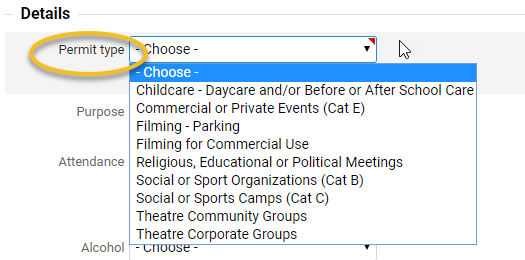 Details
Permit type - Choose -
- Choose -
Childcare - Daycare and/or Before or After School Care
Commercial or Private Events (Cat E)
Purpose
Filming - Parking
Filming for Commercial Use
Attendance
Religious, Educational or Political Meetings
Social or Sport Organizations (Cat B)
Social or Sports Camps (Cat C)
Theatre Community Groups
Theatre Corporate Groups
Alcohol - Choose -